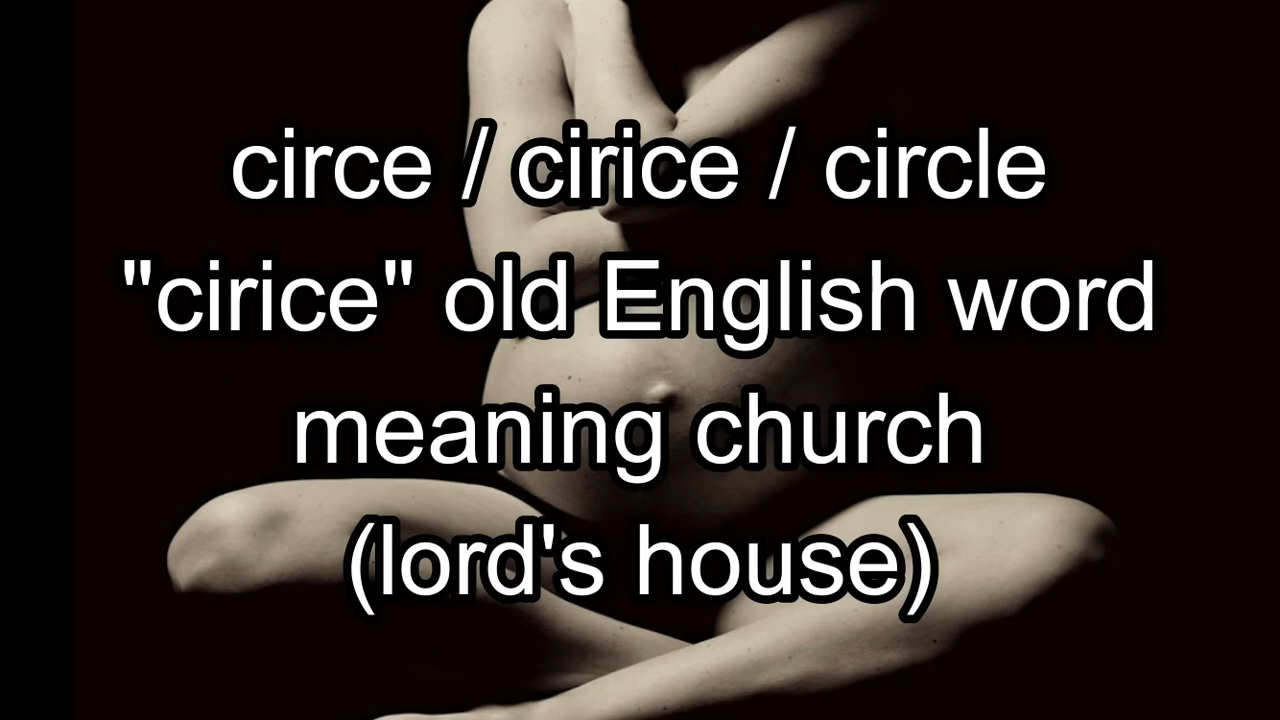 circe / cirice / circle
"cirice" old English word
meaning church
(lord's house)